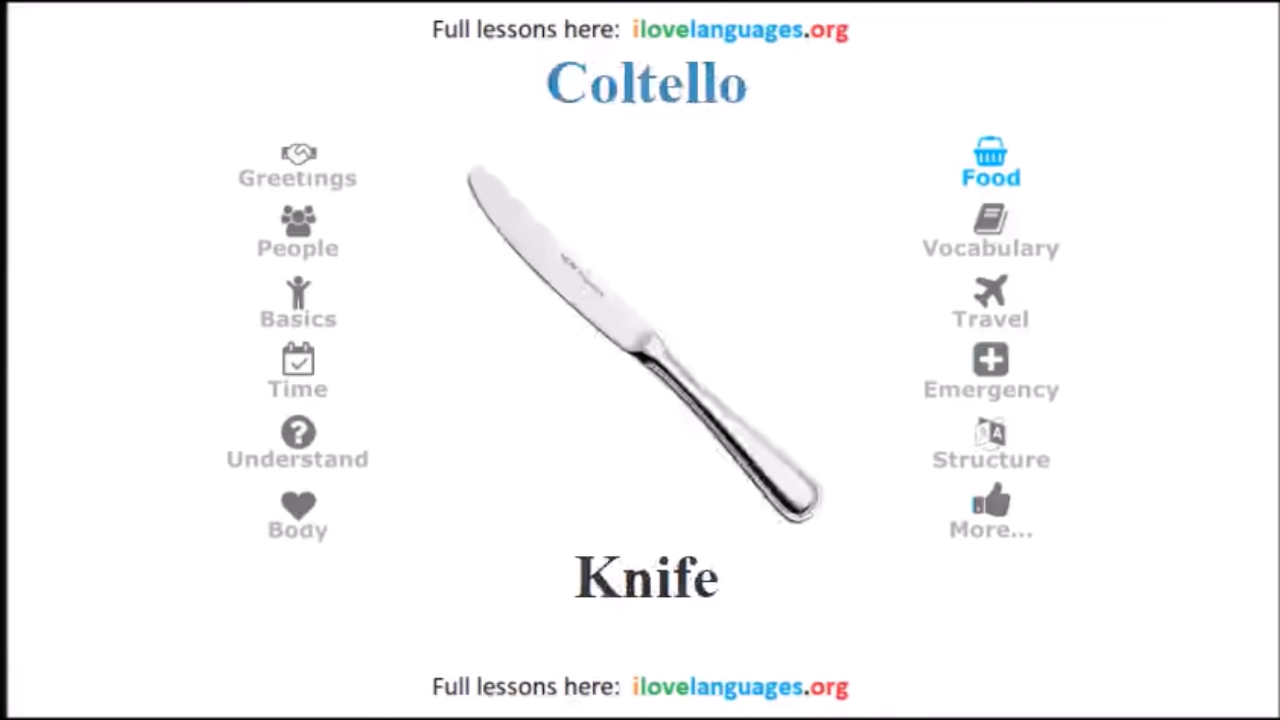 Full lessons here: ilovelanguages.org
Coltello
Greetings
Food
People
Vocabulary
Basics
Travel
Time
Emergency
Understand
Structure
Body
More...
Knife
Full lessons here: ilovelanguages.org